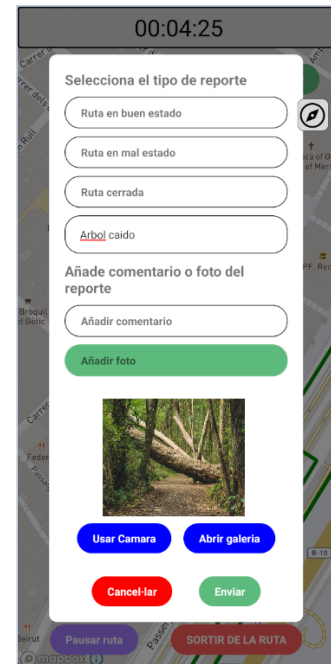 00:04:25
Selecciona el tipo de reporte
Ruta en buen estado
Ruta en mal estado
Ruta cerrada
Arbol caido
Añade comentario o foto del
reporte
Añadir comentario
Añadir foto
Usar Camara
Abrir galeria
Cancel·lar
Enviar
B-10
Pausar ruta
SORTIR DE LA RUTA
mapbox